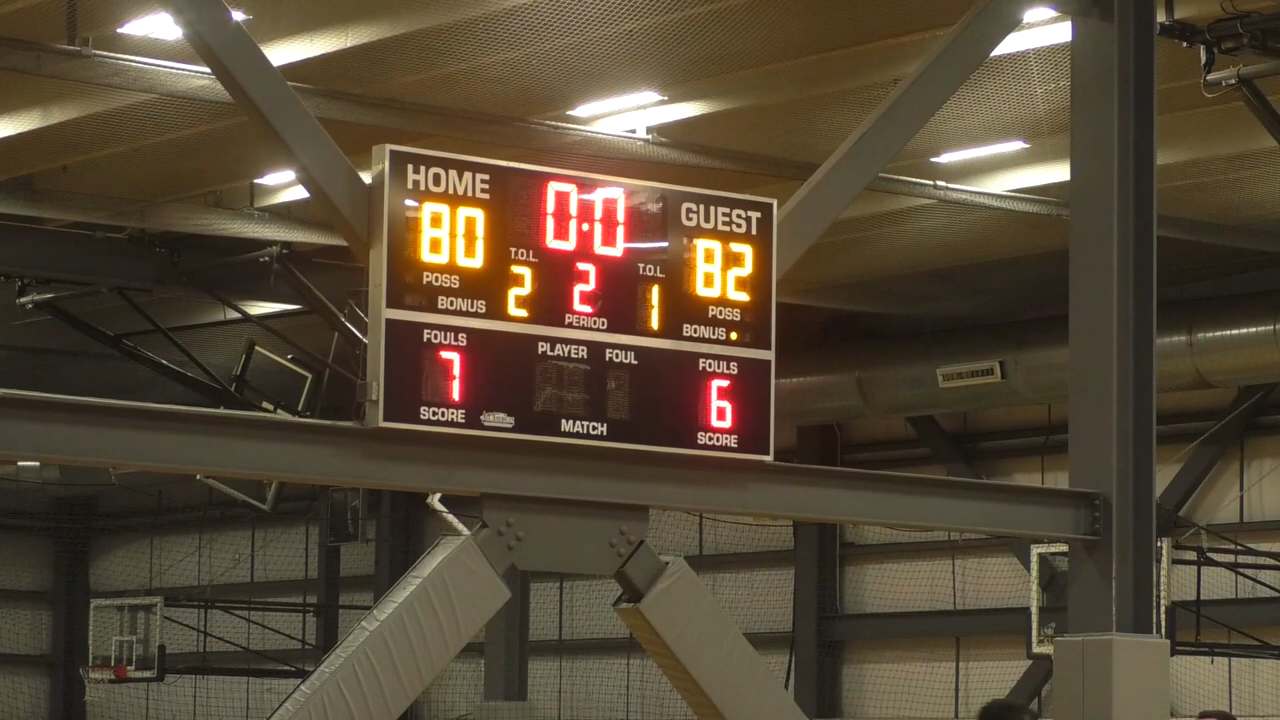 HOME
0:0
GUEST
80
T.O.L.
T.O.L.
82
POSS
2
2
1
POSS
BONUS
PERIOD
BONUS
FOULS
PLAYER FOUL
FOULS
7
6
SCORE
MATCH
SCORE